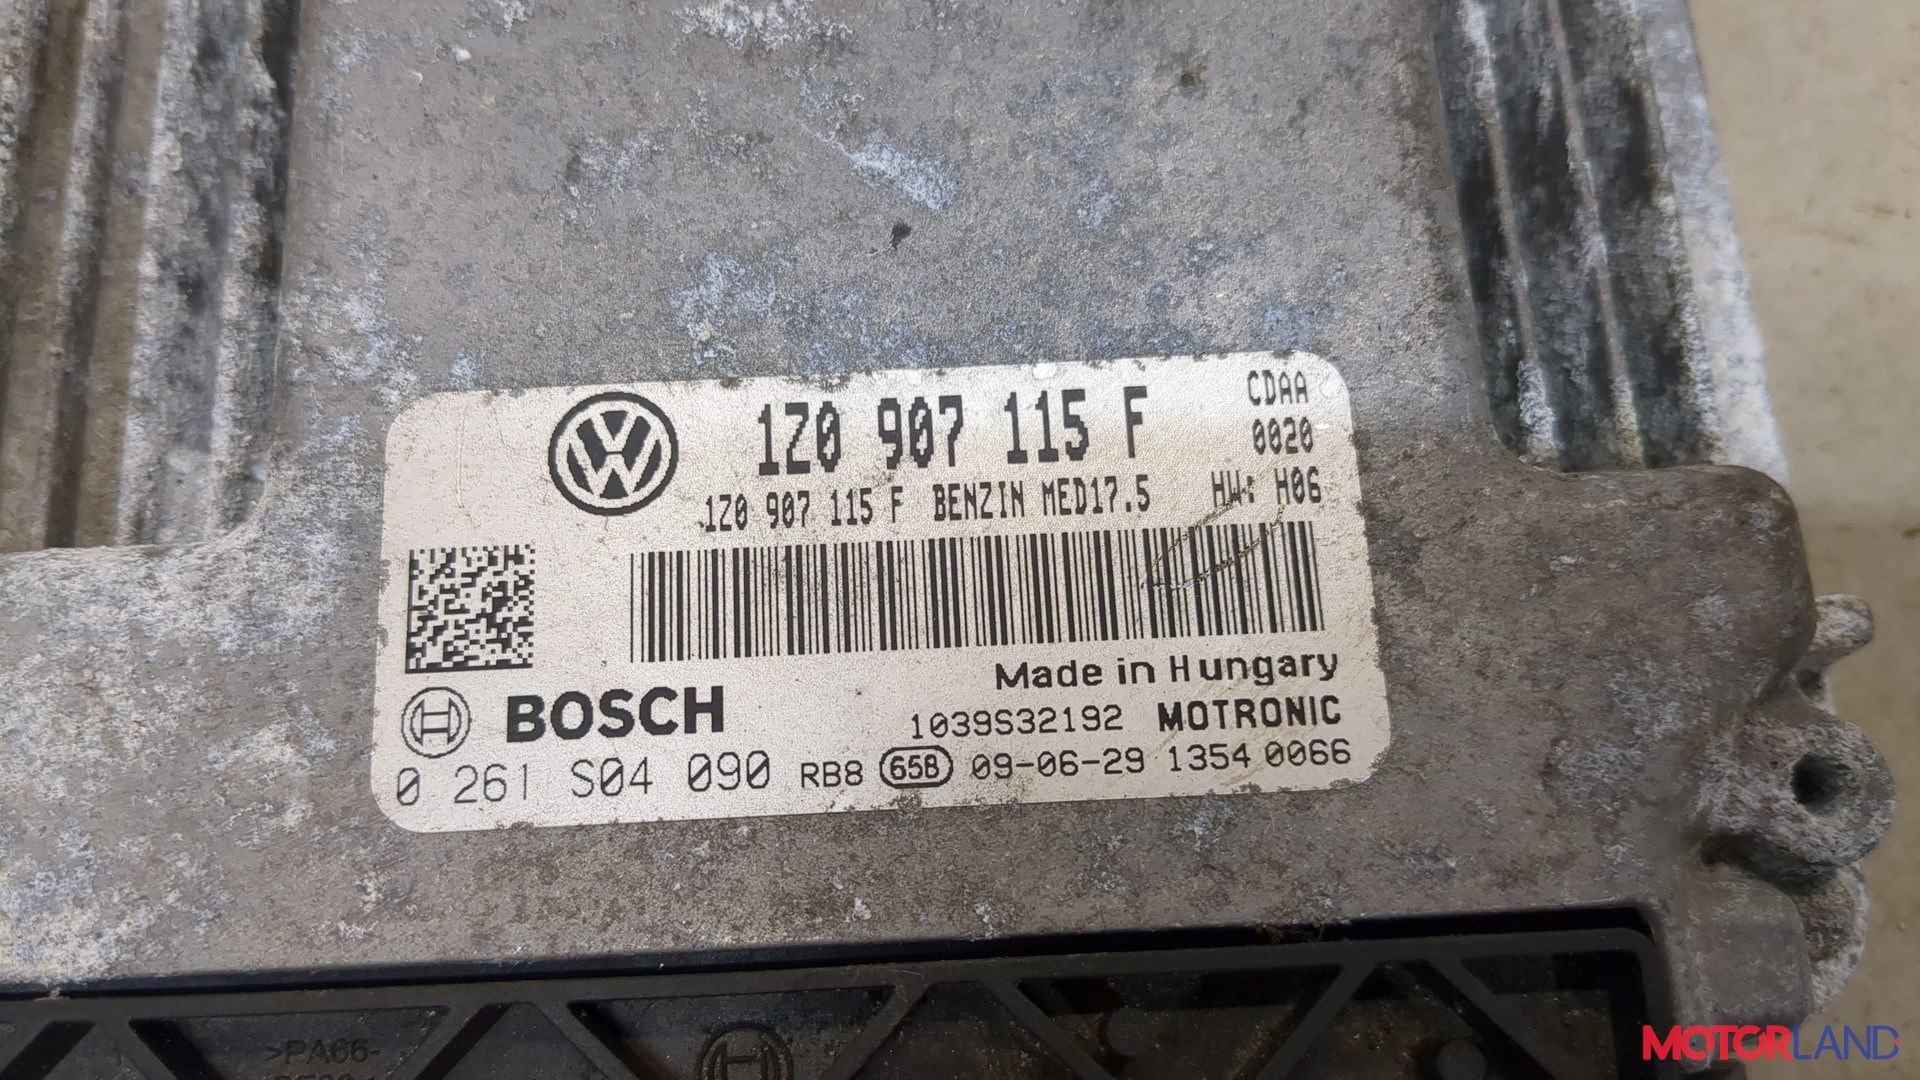 1Z0 907 115 F
CDAA
0020
1Z0 907 115 F BENZIN MED17.5 HW: H06
Made in Hungary
BOSCH
1039S32192 MOTRONIC
0 261 S04 090 RB8 658 09-06-29 1354 0066
>PA66-
MOTORLAND